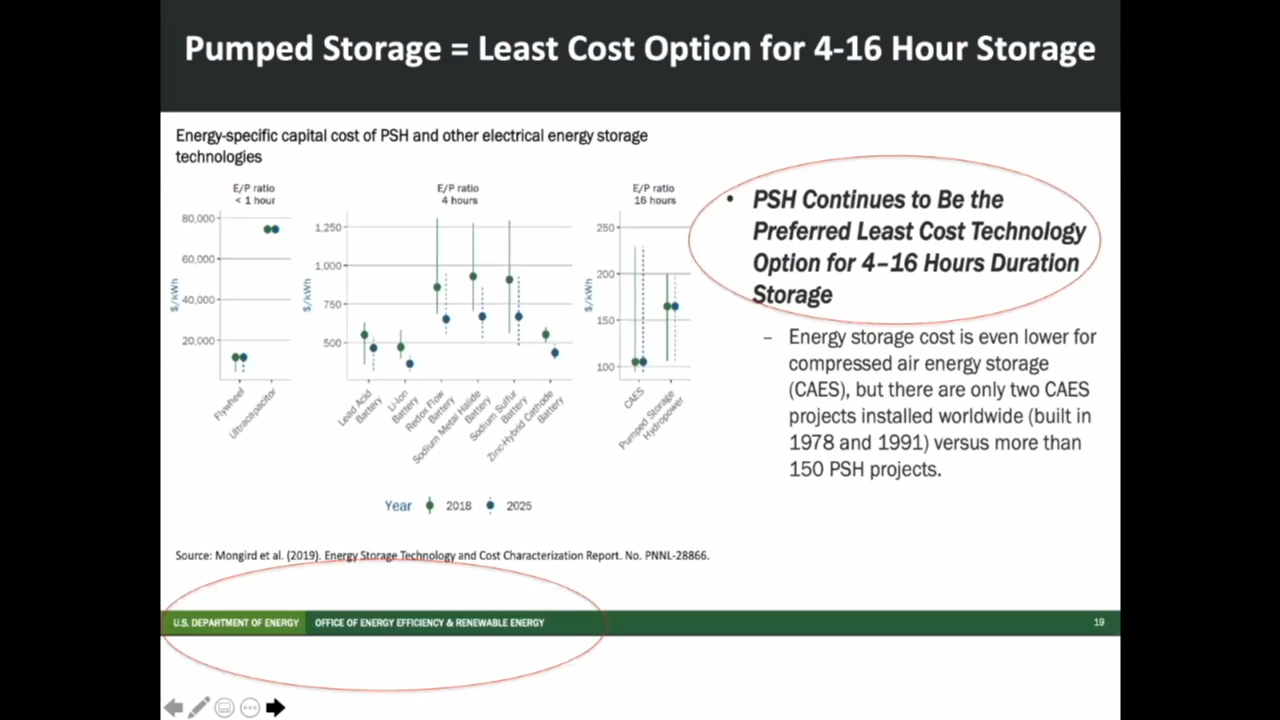 Pumped Storage = Least Cost Option for 4-16 Hour Storage
Energy-specific capital cost of PSH and other electrical energy storage
technologies
E/P ratio
< 1 hour
80,000
60,000
40,000
20,000
$/kWh
Flywheel
Ultracapacitor
E/P ratio
4 hours
1,250
1,000
750
500
$/kWh
Lead Acid
Battery
Li-Ion
Battery
Redox Flow
Battery
Sodium Metal Halide
Battery
Sodium Sulfur
Battery
Zinc-Hybrid Cathode
Battery
E/P ratio
16 hours
250
200
150
100
$/kWh
CAES
Pumped Storage
Hydropower
Year
2018
2025
• PSH Continues to Be the
Preferred Least Cost Technology
Option for 4–16 Hours Duration
Storage
– Energy storage cost is even lower for
compressed air energy storage
(CAES), but there are only two CAES
projects installed worldwide (built in
1978 and 1991) versus more than
150 PSH projects.
Source: Mongird et al. (2019). Energy Storage Technology and Cost Characterization Report. No. PNNL-28866.
U.S. DEPARTMENT OF ENERGY
OFFICE OF ENERGY EFFICIENCY & RENEWABLE ENERGY
19